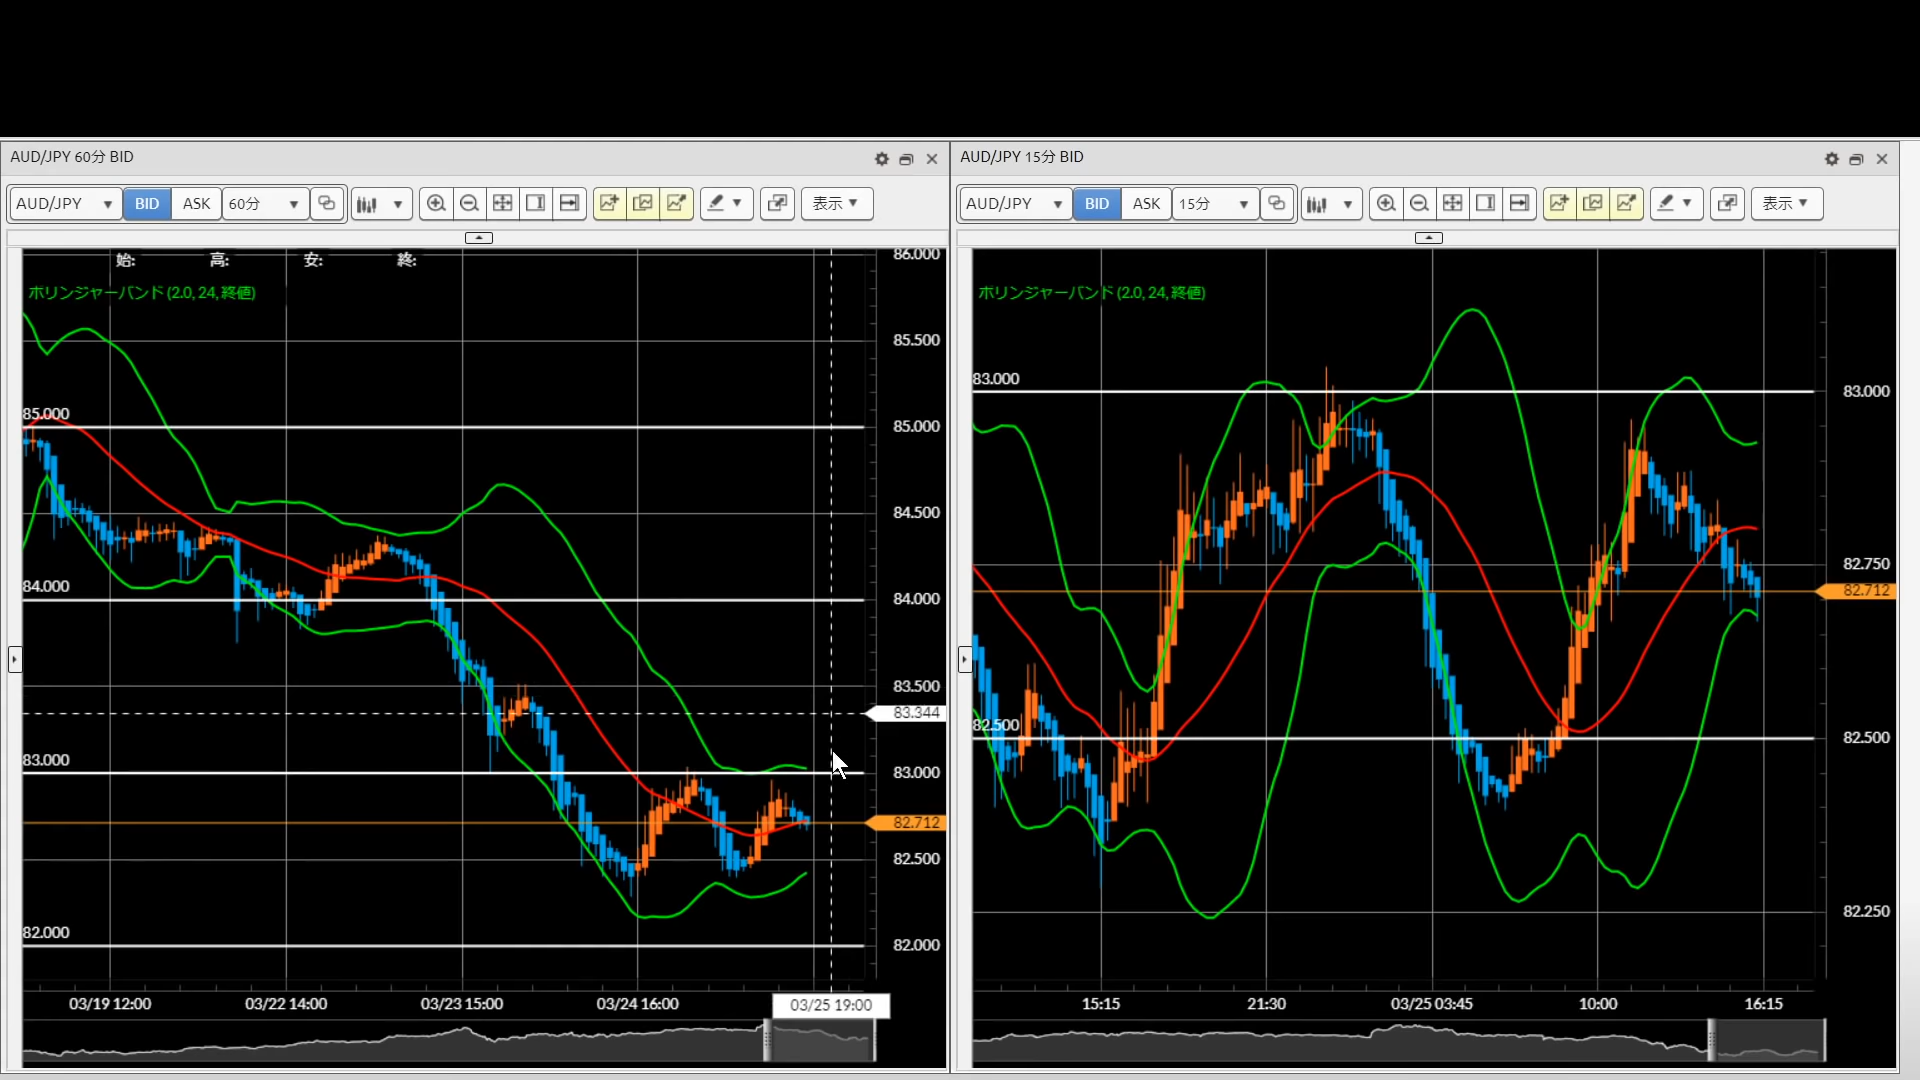 AUD/JPY 60分 BID
AUD/JPY BID ASK 60分 表示
始: 高: 安: 終:
ボリンジャーバンド (2.0, 24, 終値)
85.000
84.000
83.000
82.000
86.000
85.500
85.000
84.500
84.000
83.500
83.344
83.000
82.712
82.500
82.000
03/19 12:00 03/22 14:00 03/23 15:00 03/24 16:00 03/25 19:00
AUD/JPY 15分 BID
AUD/JPY BID ASK 15分 表示
ボリンジャーバンド (2.0, 24, 終値)
83.000
82.500
83.000
82.750
82.712
82.500
82.250
15:15 21:30 03/25 03:45 10:00 16:15